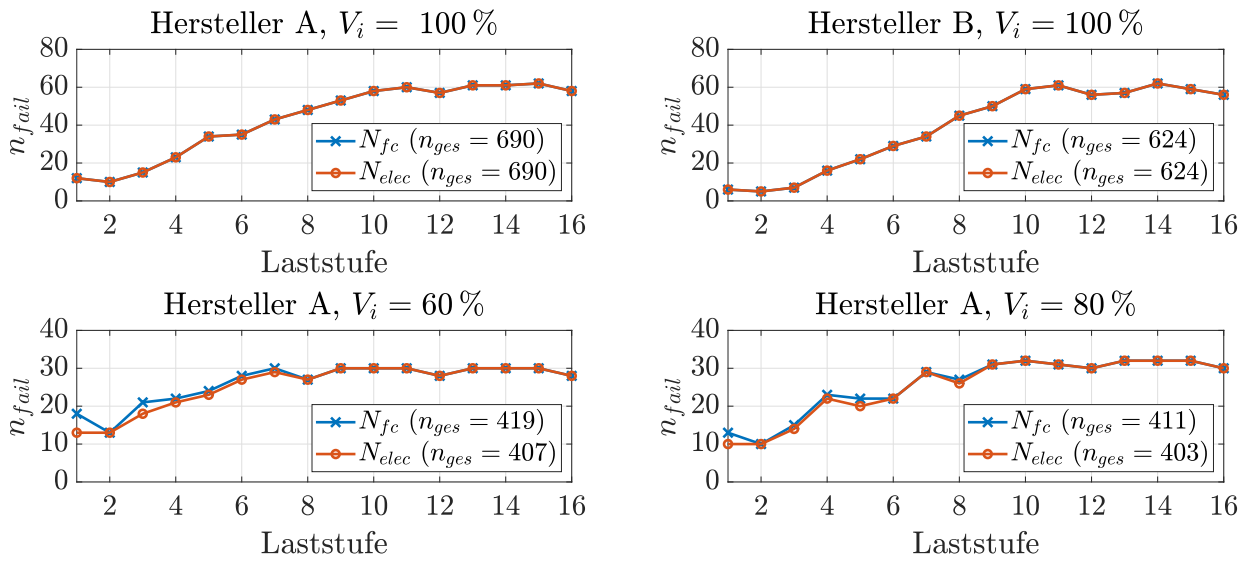 Hersteller A, V_i = 100 %
80
60
40
20
0
n_fail
N_fc (n_ges = 690)
N_elec (n_ges = 690)
2 4 6 8 10 12 14 16
Laststufe
Hersteller B, V_i = 100 %
80
60
40
20
0
n_fail
N_fc (n_ges = 624)
N_elec (n_ges = 624)
2 4 6 8 10 12 14 16
Laststufe
Hersteller A, V_i = 60 %
40
30
20
10
0
n_fail
N_fc (n_ges = 419)
N_elec (n_ges = 407)
2 4 6 8 10 12 14 16
Laststufe
Hersteller A, V_i = 80 %
40
30
20
10
0
n_fail
N_fc (n_ges = 411)
N_elec (n_ges = 403)
2 4 6 8 10 12 14 16
Laststufe